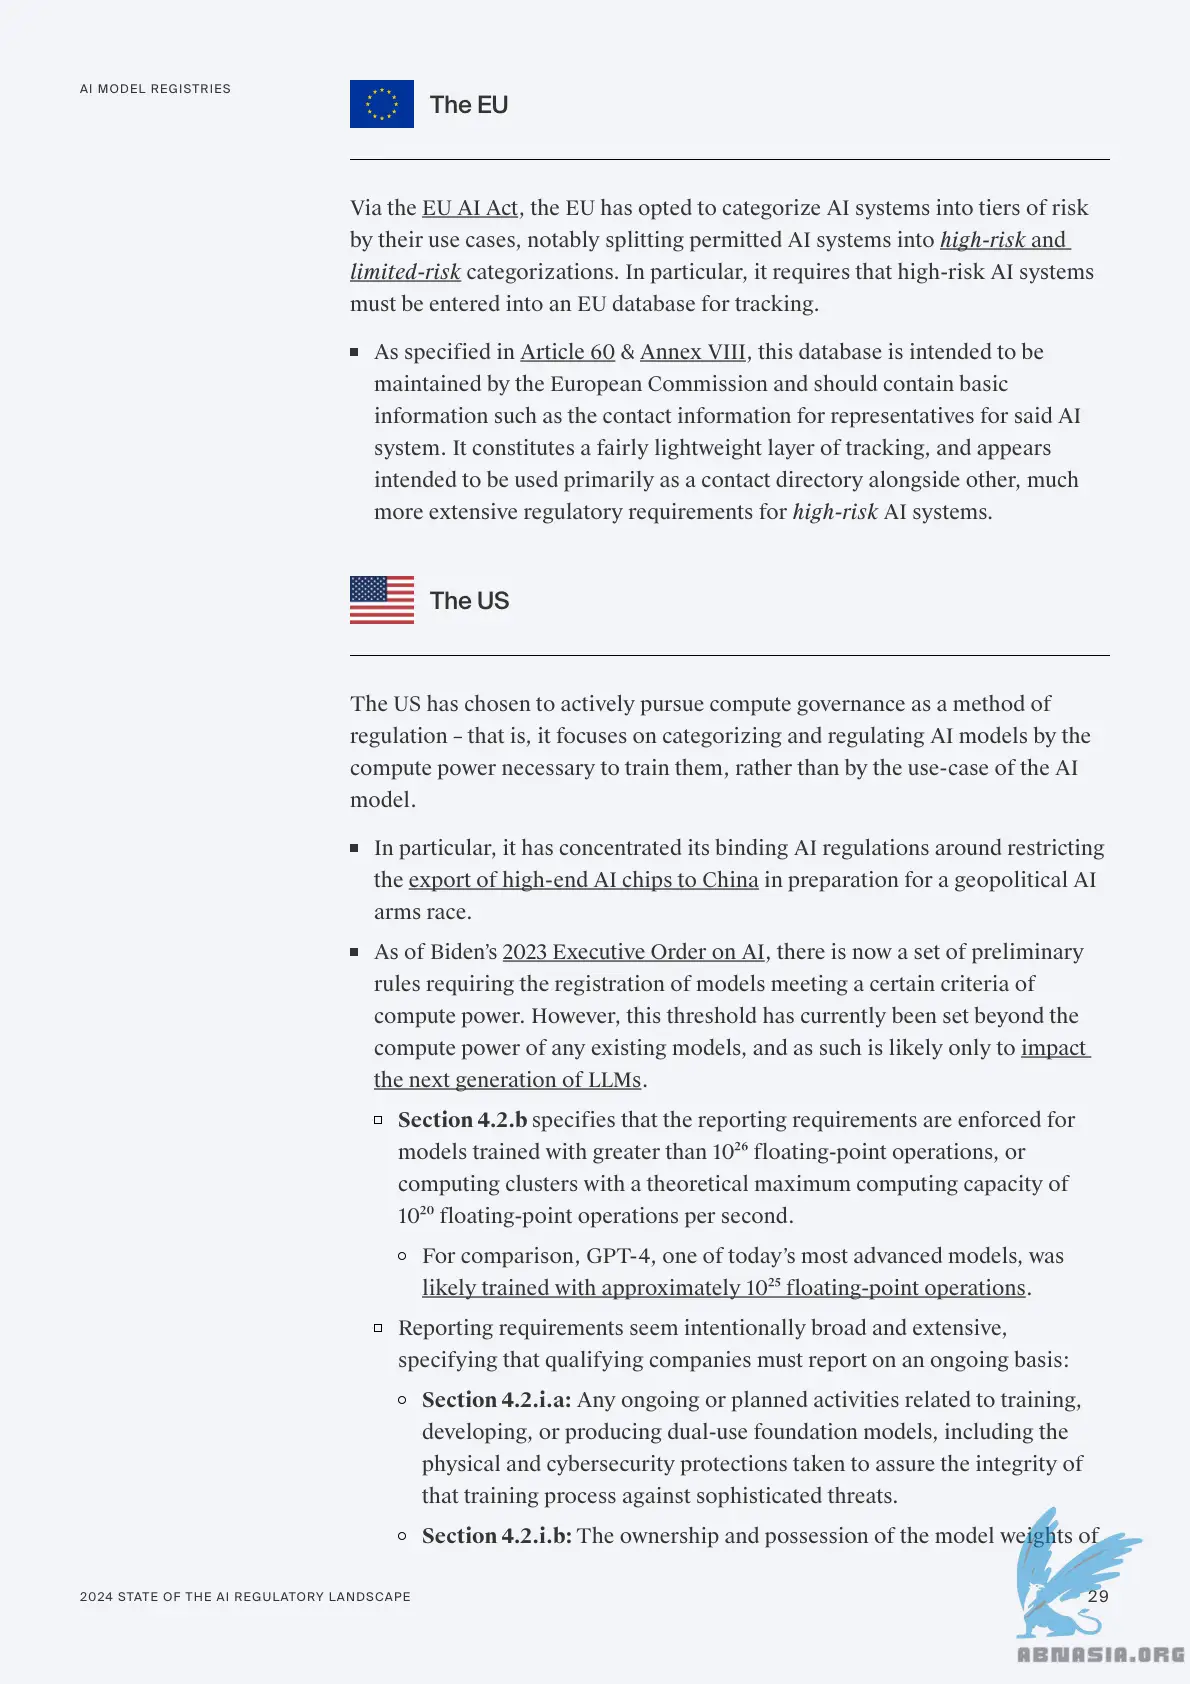 AI MODEL REGISTRIES
The EU
Via the EU AI Act, the EU has opted to categorize AI systems into tiers of risk
by their use cases, notably splitting permitted AI systems into high-risk and
limited-risk categorizations. In particular, it requires that high-risk AI systems
must be entered into an EU database for tracking.
■ As specified in Article 60 & Annex VIII, this database is intended to be
maintained by the European Commission and should contain basic
information such as the contact information for representatives for said AI
system. It constitutes a fairly lightweight layer of tracking, and appears
intended to be used primarily as a contact directory alongside other, much
more extensive regulatory requirements for high-risk AI systems.
The US
The US has chosen to actively pursue compute governance as a method of
regulation – that is, it focuses on categorizing and regulating AI models by the
compute power necessary to train them, rather than by the use-case of the AI
model.
■ In particular, it has concentrated its binding AI regulations around restricting
the export of high-end AI chips to China in preparation for a geopolitical AI
arms race.
■ As of Biden’s 2023 Executive Order on AI, there is now a set of preliminary
rules requiring the registration of models meeting a certain criteria of
compute power. However, this threshold has currently been set beyond the
compute power of any existing models, and as such is likely only to impact
the next generation of LLMs.
□ Section 4.2.b specifies that the reporting requirements are enforced for
models trained with greater than 10²⁶ floating-point operations, or
computing clusters with a theoretical maximum computing capacity of
10²⁰ floating-point operations per second.
○ For comparison, GPT-4, one of today’s most advanced models, was
likely trained with approximately 10²⁵ floating-point operations.
□ Reporting requirements seem intentionally broad and extensive,
specifying that qualifying companies must report on an ongoing basis:
○ Section 4.2.i.a: Any ongoing or planned activities related to training,
developing, or producing dual-use foundation models, including the
physical and cybersecurity protections taken to assure the integrity of
that training process against sophisticated threats.
○ Section 4.2.i.b: The ownership and possession of the model weights of
2024 STATE OF THE AI REGULATORY LANDSCAPE
29
ABNASIA.ORG